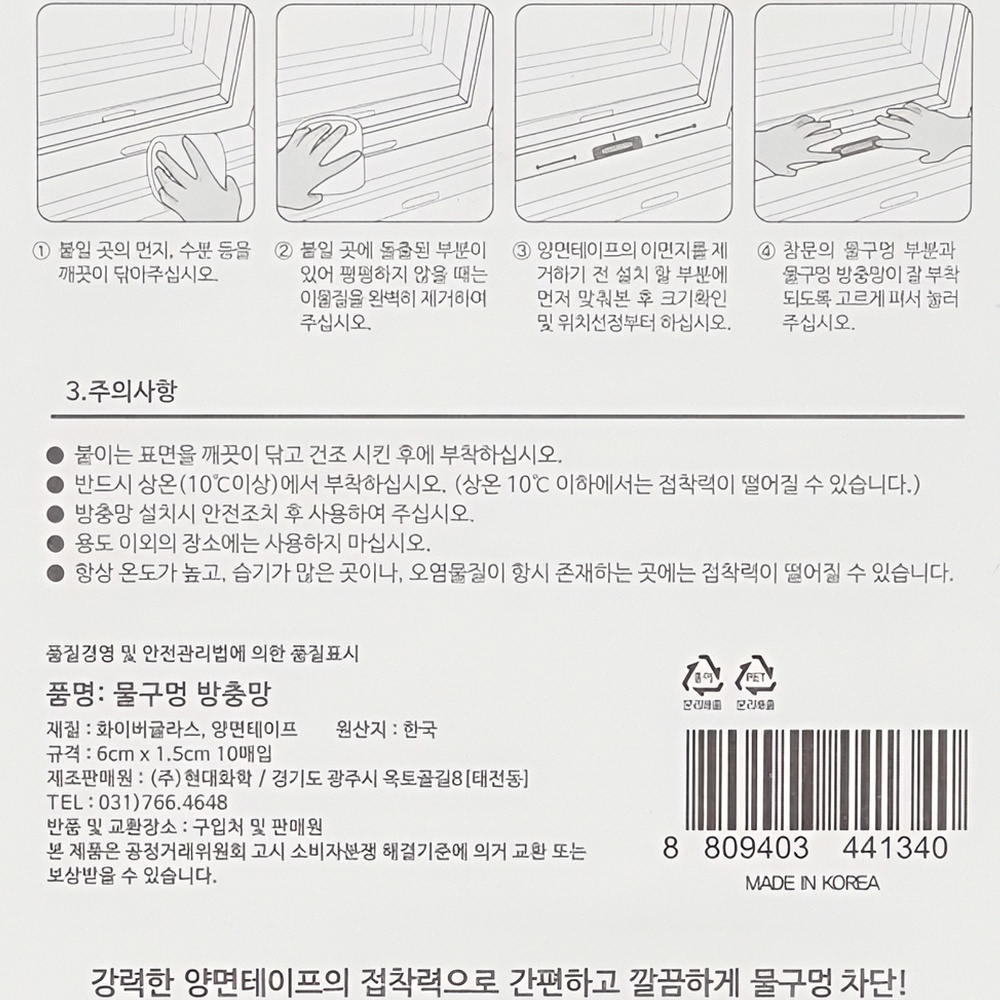 ① 붙일 곳의 먼지, 수분 등을
깨끗이 닦아주십시오.
② 붙일 곳에 돌출된 부분이
있어 평평하지 않을 때는
이물질을 완벽히 제거하여
주십시오.
③ 양면테이프의 이면지를 제
거하기 전 설치 할 부분에
먼저 맞춰본 후 크기확인
및 위치선정부터 하십시오.
④ 창문의 물구멍 부분과
물구멍 방충망이 잘 부착
되도록 고르게 펴서 눌러
주십시오.
3.주의사항
● 붙이는 표면을 깨끗이 닦고 건조 시킨 후에 부착하십시오.
● 반드시 상온(10℃이상)에서 부착하십시오. (상온 10℃ 이하에서는 접착력이 떨어질 수 있습니다.)
● 방충망 설치시 안전조치 후 사용하여 주십시오.
● 용도 이외의 장소에는 사용하지 마십시오.
● 항상 온도가 높고, 습기가 많은 곳이나, 오염물질이 항시 존재하는 곳에는 접착력이 떨어질 수 있습니다.
품질경영 및 안전관리법에 의한 품질표시
품명: 물구멍 방충망
재질 : 화이버글라스, 양면테이프 원산지 : 한국
규격 : 6cm x 1.5cm 10매입
제조판매원 : (주)현대화학 / 경기도 광주시 옥토골길8[태전동]
TEL : 031)766.4648
반품 및 교환장소 : 구입처 및 판매원
본 제품은 공정거래위원회 고시 소비자분쟁 해결기준에 의거 교환 또는
보상받을 수 있습니다.
PET
분리배출 분리배출
8 809403 441340
MADE IN KOREA
강력한 양면테이프의 접착력으로 간편하고 깔끔하게 물구멍 차단!